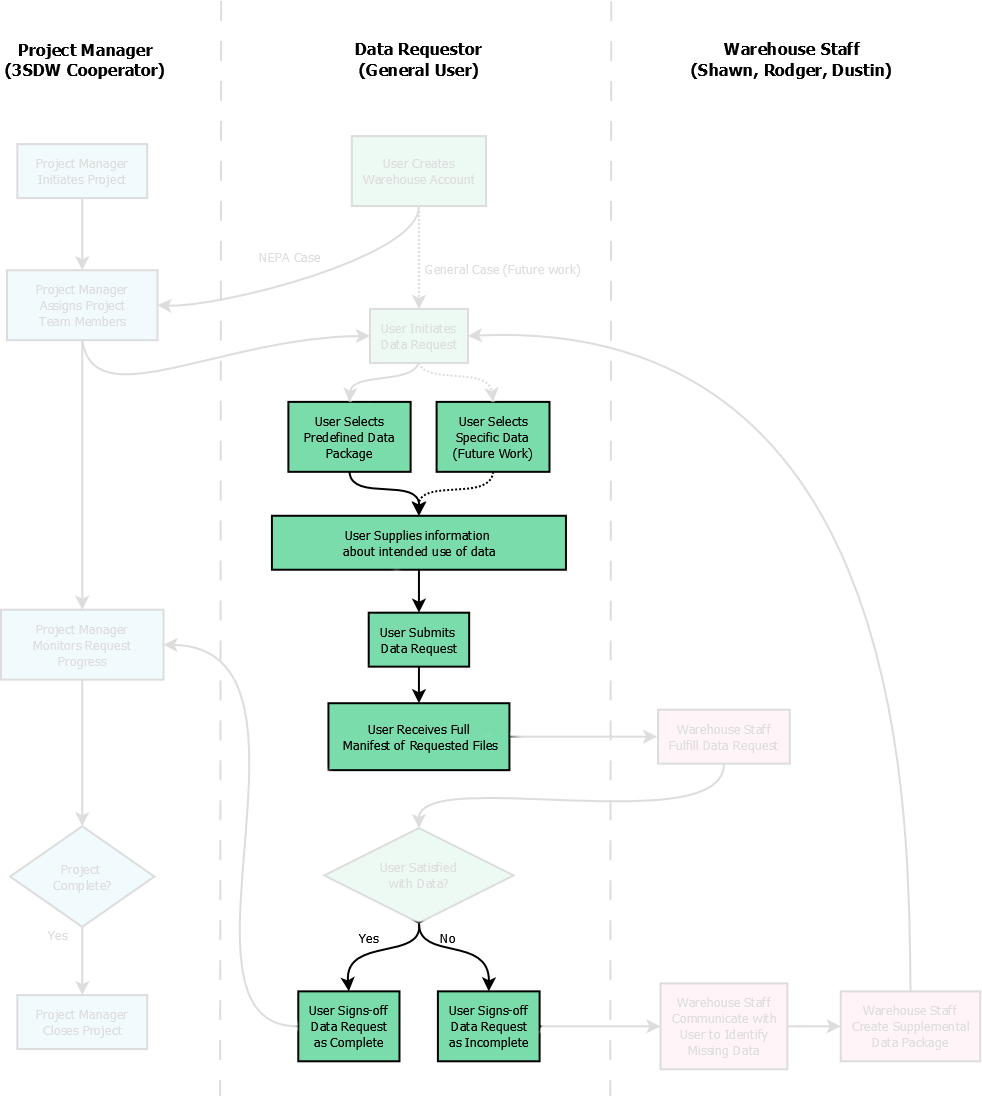 Project Manager
(3SDW Cooperator)
Data Requestor
(General User)
Warehouse Staff
(Shawn, Rodger, Dustin)
Project Manager
Initiates Project
User Creates
Warehouse Account
NEPA Case
General Case (Future work)
Project Manager
Assigns Project
Team Members
User Initiates
Data Request
User Selects
Predefined Data
Package
User Selects
Specific Data
(Future Work)
User Supplies information
about intended use of data
User Submits
Data Request
Project Manager
Monitors Request
Progress
User Receives Full
Manifest of Requested Files
Warehouse Staff
Fulfill Data Request
Project
Complete?
User Satisfied
with Data?
Yes
Yes
No
Project Manager
Closes Project
User Signs-off
Data Request
as Complete
User Signs-off
Data Request
as Incomplete
Warehouse Staff
Communicate with
User to Identify
Missing Data
Warehouse Staff
Create Supplemental
Data Package